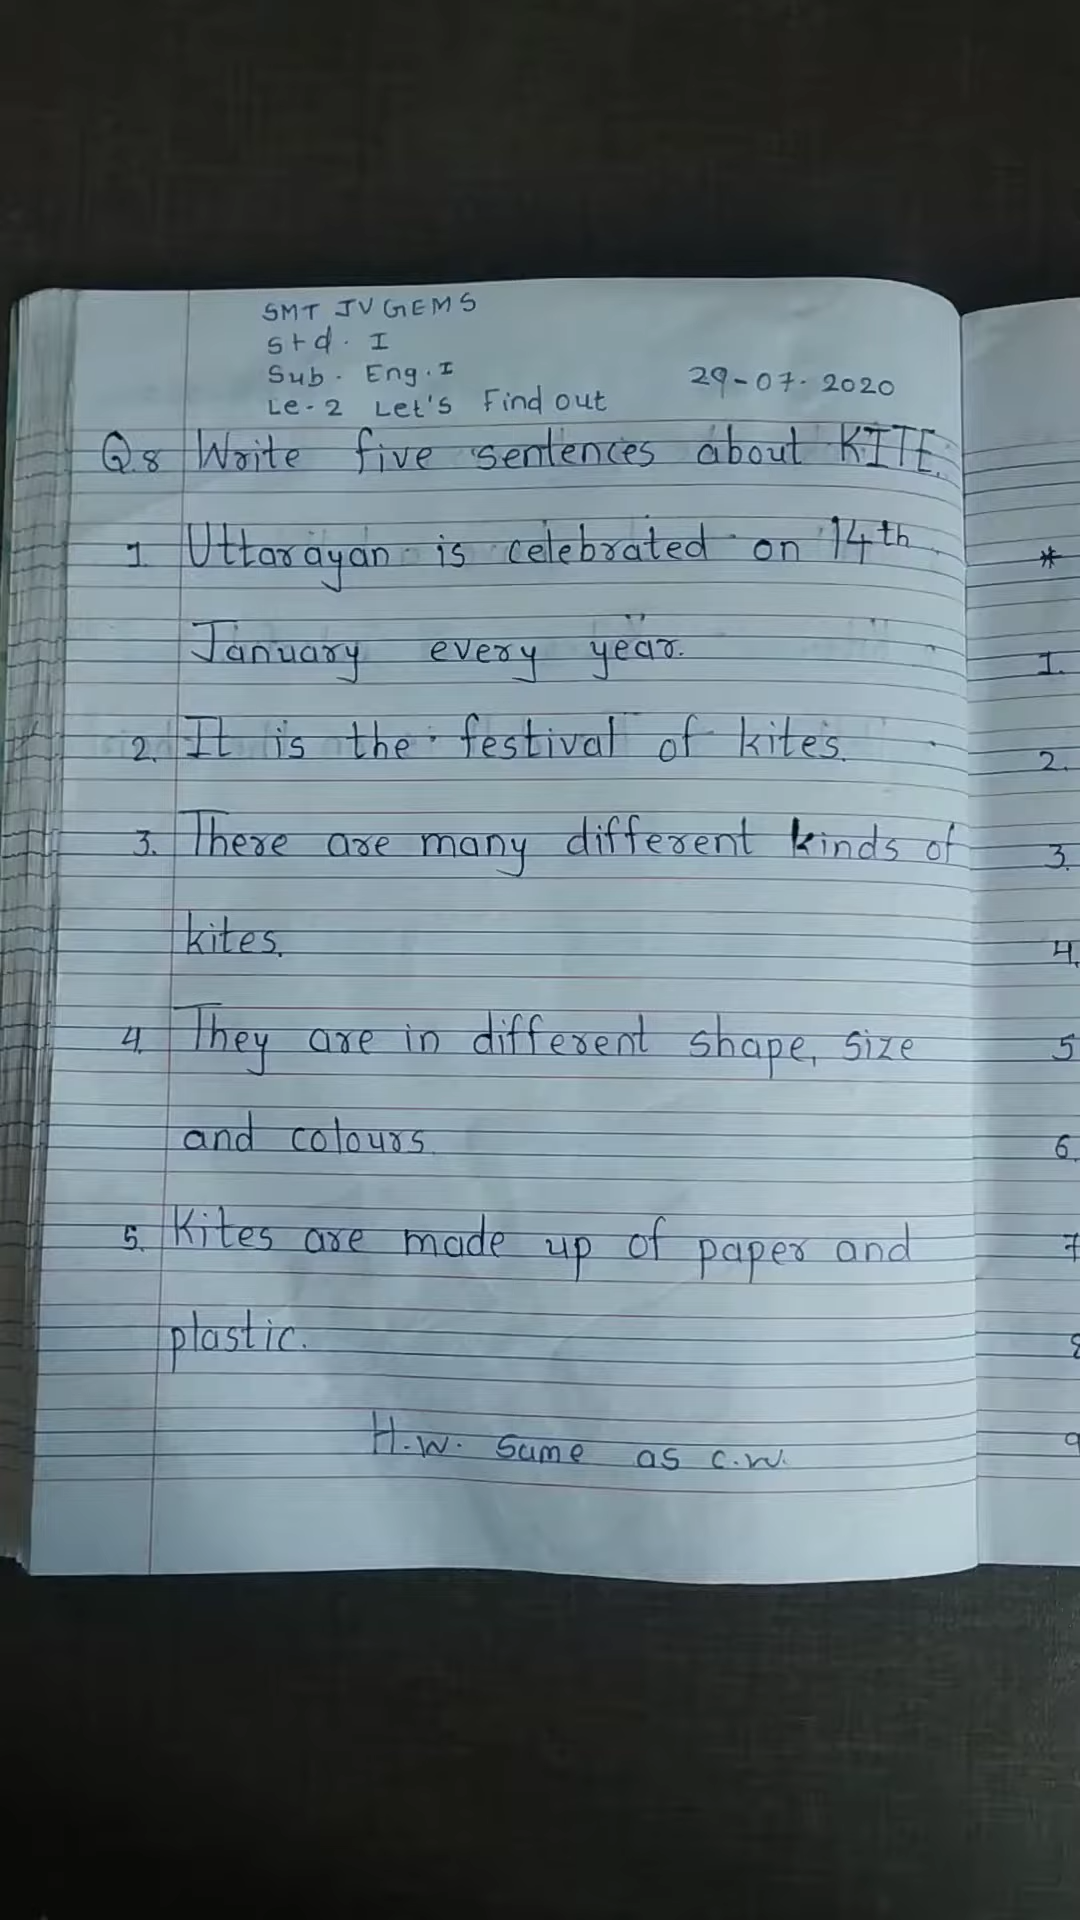 SMT JV GEMS
Std. I
Sub. Eng. I
29-07-2020
Le-2 Let's Find out
Q.8 Write five sentences about KITE.
1. Uttarayan is celebrated on 14th
January every year.
2. It is the festival of kites.
3. There are many different kinds of
kites.
4. They are in different shape, size
and colours.
5. Kites are made up of paper and
plastic.
H.W. Same as C.W.
*
1.
2.
3.
4.
5
6.
7
8
9